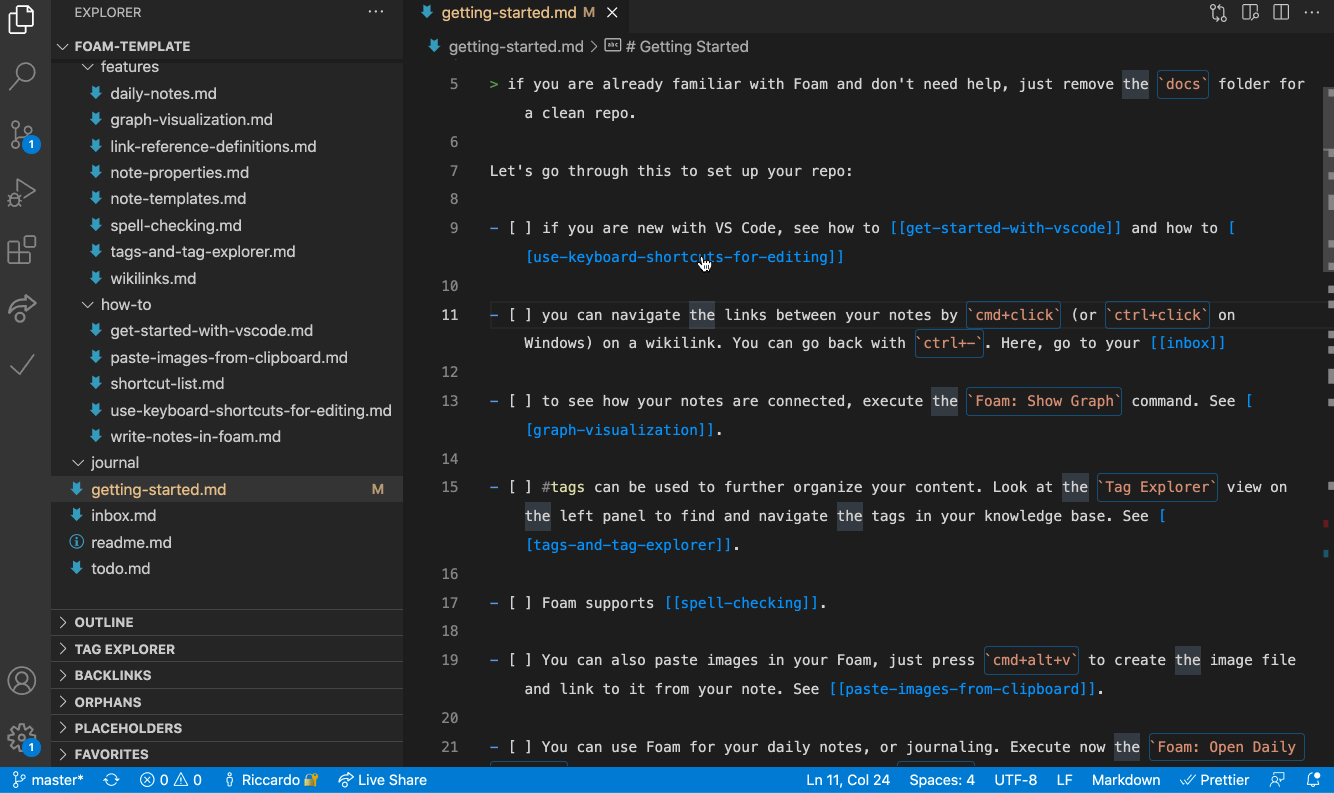 EXPLORER
FOAM-TEMPLATE
features
daily-notes.md
graph-visualization.md
link-reference-definitions.md
note-properties.md
note-templates.md
spell-checking.md
tags-and-tag-explorer.md
wikilinks.md
how-to
get-started-with-vscode.md
paste-images-from-clipboard.md
shortcut-list.md
use-keyboard-shortcuts-for-editing.md
write-notes-in-foam.md
journal
getting-started.md M
inbox.md
readme.md
todo.md
OUTLINE
TAG EXPLORER
BACKLINKS
ORPHANS
PLACEHOLDERS
FAVORITES
1
1
getting-started.md M
getting-started.md > abc # Getting Started
5 > if you are already familiar with Foam and don't need help, just remove the `docs` folder for
a clean repo.
6
7 Let's go through this to set up your repo:
8
9 - [ ] if you are new with VS Code, see how to [[get-started-with-vscode]] and how to [
[use-keyboard-shortcuts-for-editing]]
10
11 - [ ] you can navigate the links between your notes by `cmd+click` (or `ctrl+click` on
Windows) on a wikilink. You can go back with `ctrl+-`. Here, go to your [[inbox]]
12
13 - [ ] to see how your notes are connected, execute the `Foam: Show Graph` command. See [
[graph-visualization]].
14
15 - [ ] #tags can be used to further organize your content. Look at the `Tag Explorer` view on
the left panel to find and navigate the tags in your knowledge base. See [
[tags-and-tag-explorer]].
16
17 - [ ] Foam supports [[spell-checking]].
18
19 - [ ] You can also paste images in your Foam, just press `cmd+alt+v` to create the image file
and link to it from your note. See [[paste-images-from-clipboard]].
20
21 - [ ] You can use Foam for your daily notes, or journaling. Execute now the `Foam: Open Daily
master* 0 0 Riccardo Live Share Ln 11, Col 24 Spaces: 4 UTF-8 LF Markdown Prettier